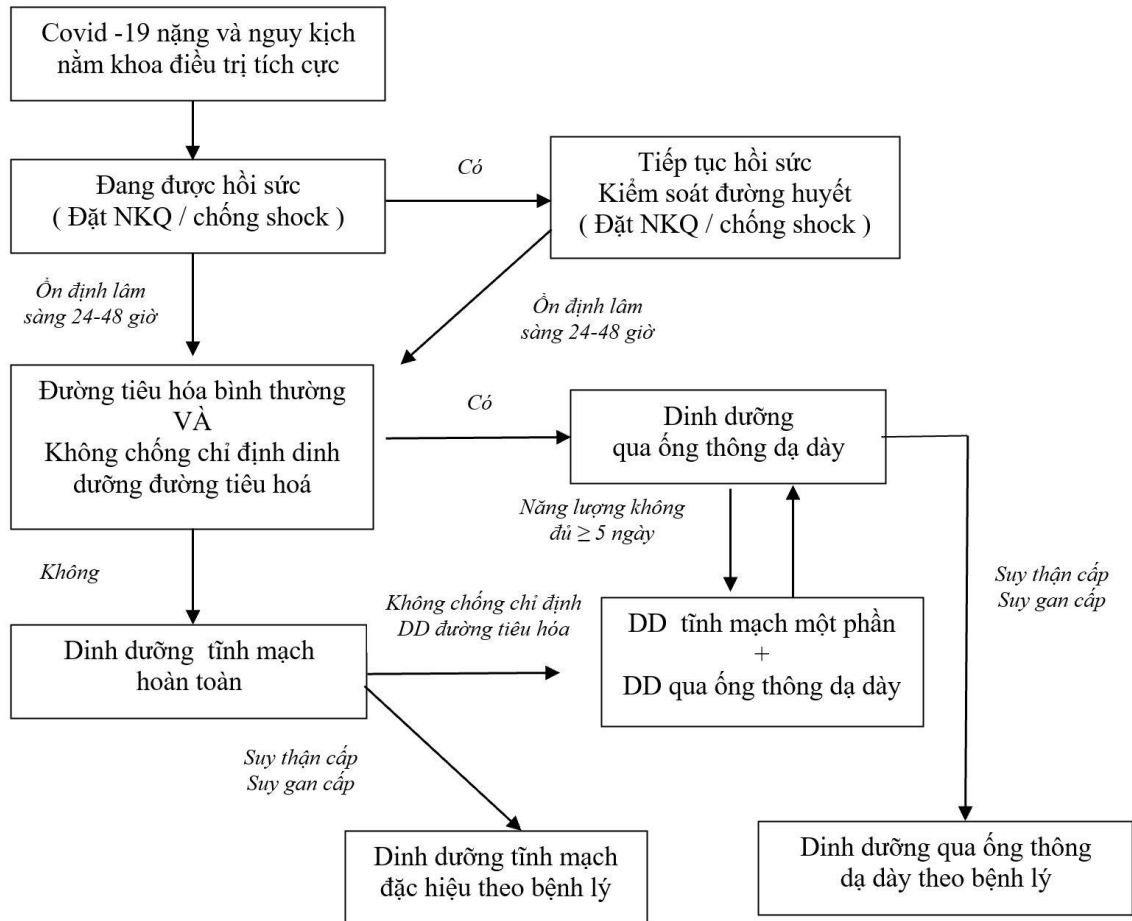 Covid -19 nặng và nguy kịch
nằm khoa điều trị tích cực
Đang được hồi sức
( Đặt NKQ / chống shock )
Có
Tiếp tục hồi sức
Kiểm soát đường huyết
( Đặt NKQ / chống shock )
Ổn định lâm
sàng 24-48 giờ
Ổn định lâm
sàng 24-48 giờ
Đường tiêu hóa bình thường
VÀ
Không chống chỉ định dinh
dưỡng đường tiêu hoá
Có
Dinh dưỡng
qua ống thông dạ dày
Năng lượng không
đủ ≥ 5 ngày
Không
Suy thận cấp
Suy gan cấp
Không chống chỉ định
DD đường tiêu hóa
Dinh dưỡng tĩnh mạch
hoàn toàn
DD tĩnh mạch một phần
+
DD qua ống thông dạ dày
Suy thận cấp
Suy gan cấp
Dinh dưỡng tĩnh mạch
đặc hiệu theo bệnh lý
Dinh dưỡng qua ống thông
dạ dày theo bệnh lý